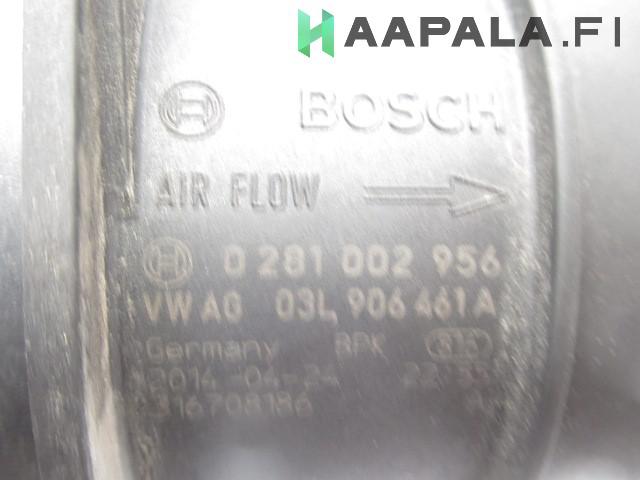 HAAPALA.FI
BOSCH
AIR FLOW
0 281 002 956
VW AG 03L 906 461 A
Germany BPK
2014-04-24
316708186